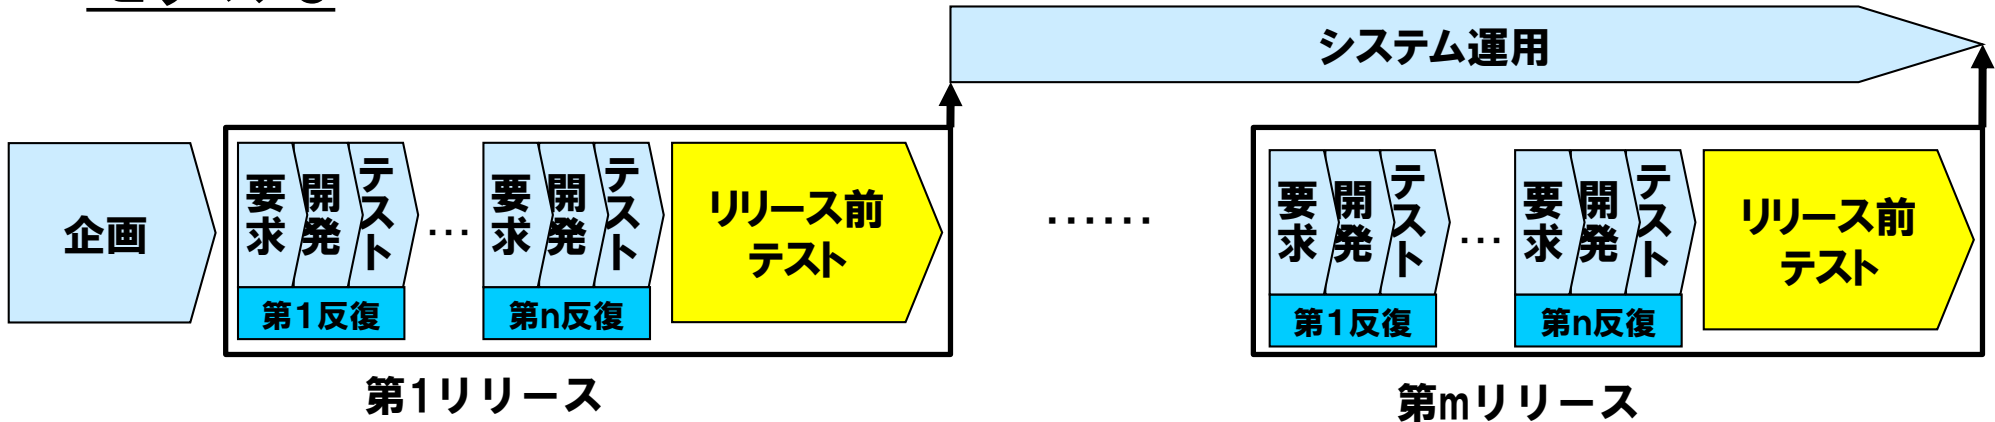 システム運用
企画
要求
開発
テスト
第1反復
…
要求
開発
テスト
第n反復
リリース前
テスト
第1リリース
……
要求
開発
テスト
第1反復
…
要求
開発
テスト
第n反復
リリース前
テスト
第mリリース